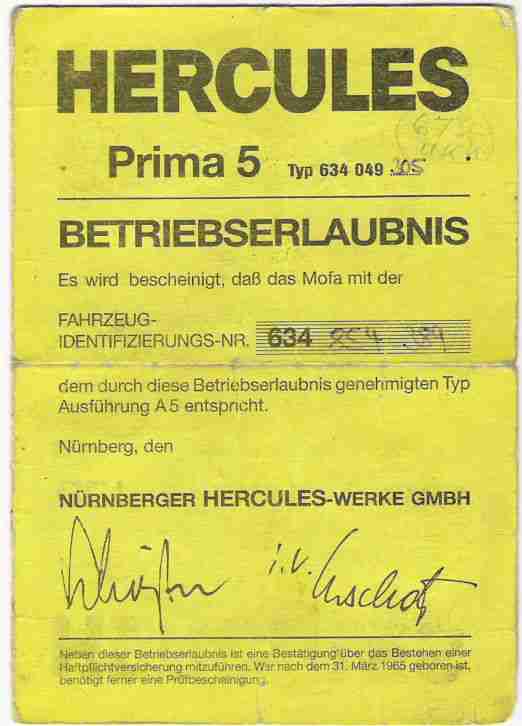 HERCULES
Prima 5 Typ 634 049
BETRIEBSERLAUBNIS
Es wird bescheinigt, daß das Mofa mit der
FAHRZEUG-
IDENTIFIZIERUNGS-NR. 634
dem durch diese Betriebserlaubnis genehmigten Typ
Ausführung A 5 entspricht.
Nürnberg, den
NÜRNBERGER HERCULES-WERKE GMBH
i.V.
Neben dieser Betriebserlaubnis ist eine Bestätigung über das Bestehen einer
Haftpflichtversicherung mitzuführen. Wer nach dem 31. März 1965 geboren ist,
benötigt ferner eine Prüfbescheinigung.